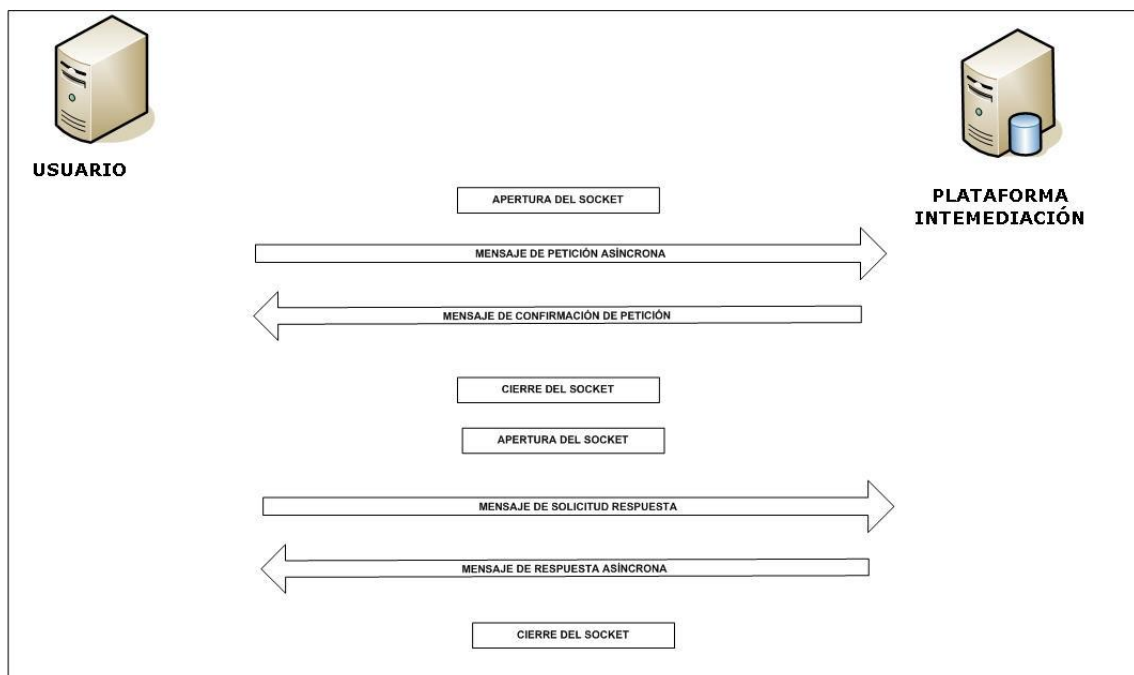 USUARIO
PLATAFORMA
INTEMEDIACIÓN
APERTURA DEL SOCKET
MENSAJE DE PETICIÓN ASÍNCRONA
MENSAJE DE CONFIRMACIÓN DE PETICIÓN
CIERRE DEL SOCKET
APERTURA DEL SOCKET
MENSAJE DE SOLICITUD RESPUESTA
MENSAJE DE RESPUESTA ASÍNCRONA
CIERRE DEL SOCKET